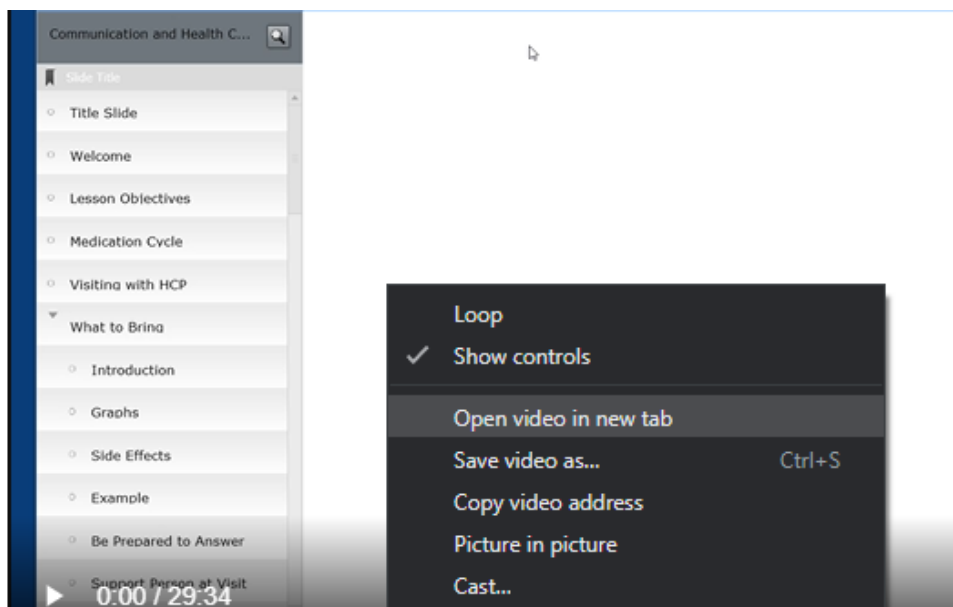 Communication and Health C...
Slide Title
Title Slide
Welcome
Lesson Objectives
Medication Cycle
Visiting with HCP
What to Bring
Introduction
Graphs
Side Effects
Example
Be Prepared to Answer
Support Person at Visit
0:00 / 29:34
Loop
Show controls
Open video in new tab
Save video as... Ctrl+S
Copy video address
Picture in picture
Cast...